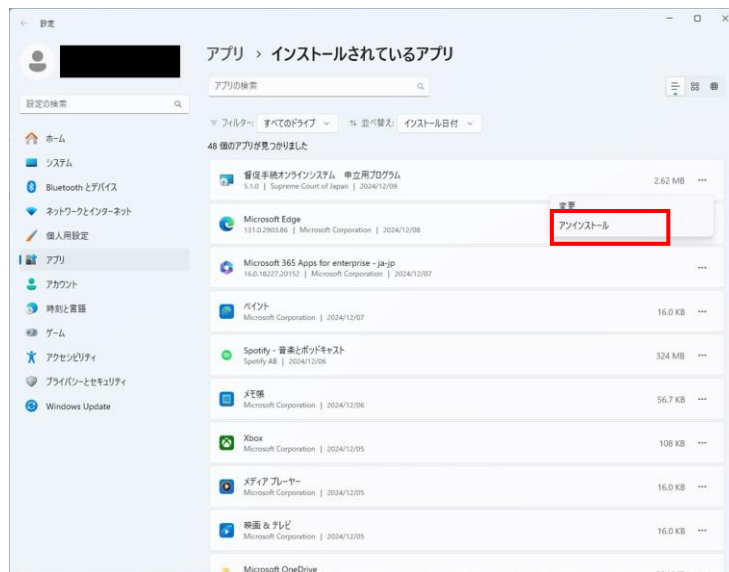 設定
アプリ › インストールされているアプリ
アプリの検索
設定の検索
フィルター: すべてのドライブ 並べ替え: インストール日付
48 個のアプリが見つかりました
ホーム
システム
Bluetooth とデバイス
ネットワークとインターネット
個人用設定
アプリ
アカウント
時刻と言語
ゲーム
アクセシビリティ
プライバシーとセキュリティ
Windows Update
督促手続オンラインシステム 申立用プログラム
5.1.0 | Supreme Court of Japan | 2024/12/09
2.62 MB
変更
アンインストール
Microsoft Edge
131.0.2903.86 | Microsoft Corporation | 2024/12/08
Microsoft 365 Apps for enterprise - ja-jp
16.0.18227.20152 | Microsoft Corporation | 2024/12/07
ペイント
Microsoft Corporation | 2024/12/07
16.0 KB
Spotify - 音楽とポッドキャスト
Spotify AB | 2024/12/06
324 MB
メモ帳
Microsoft Corporation | 2024/12/06
56.7 KB
Xbox
Microsoft Corporation | 2024/12/05
108 KB
メディア プレーヤー
Microsoft Corporation | 2024/12/05
16.0 KB
映画 & テレビ
Microsoft Corporation | 2024/12/05
16.0 KB
Microsoft OneDrive